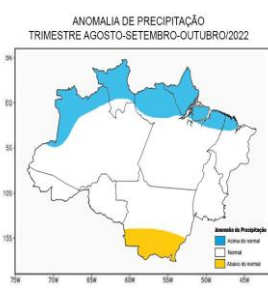 ANOMALIA DE PRECIPITAÇÃO
TRIMESTRE AGOSTO-SETEMBRO-OUTUBRO/2022
5N
EQ
5S
10S
15S
Anomalia de Precipitação
Acima do normal
Normal
Abaixo do normal
75W 70W 65W 60W 55W 50W 45W